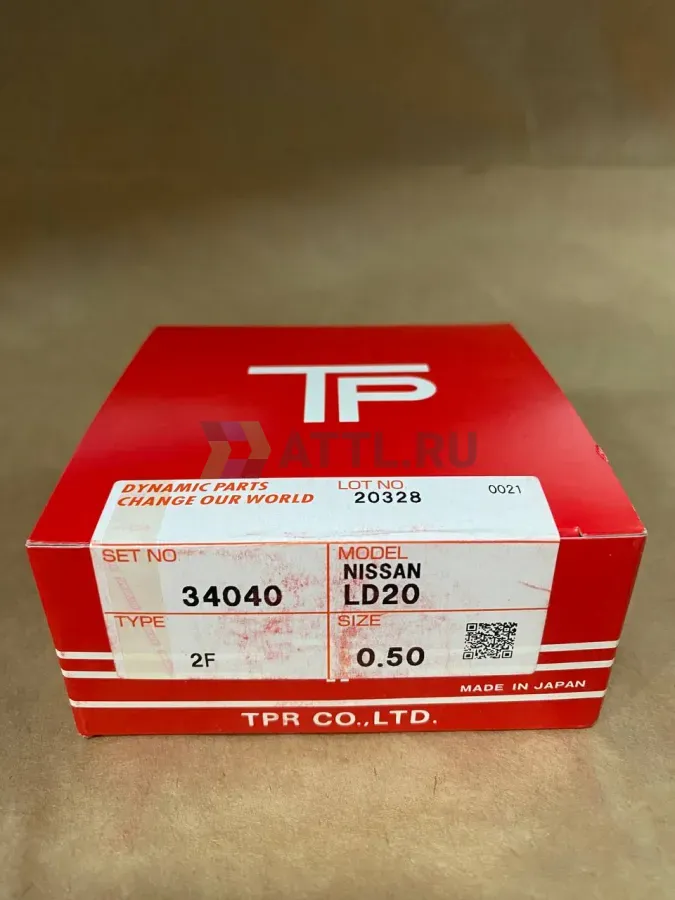 TP
ATTL.RU
DYNAMIC PARTS
CHANGE OUR WORLD
LOT NO
20328
0021
SET NO
34040
MODEL
NISSAN
LD20
TYPE
2F
SIZE
0.50
MADE IN JAPAN
TPR CO.,LTD.